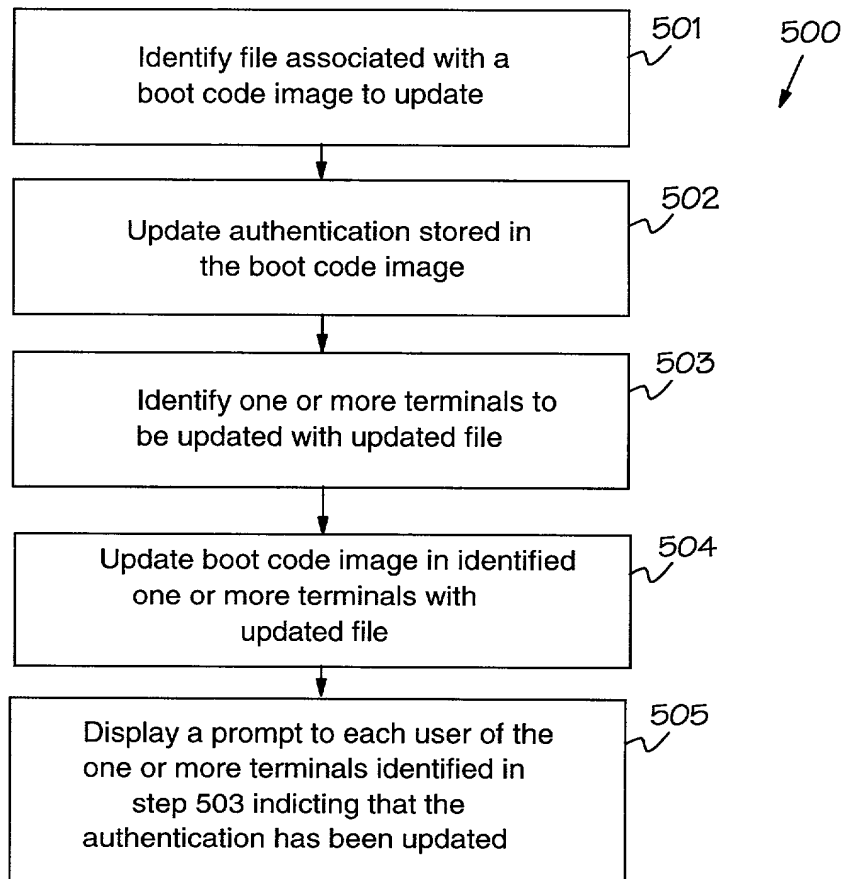 501
500
Identify file associated with a
boot code image to update
502
Update authentication stored in
the boot code image
503
Identify one or more terminals to
be updated with updated file
504
Update boot code image in identified
one or more terminals with
updated file
505
Display a prompt to each user of the
one or more terminals identified in
step 503 indicting that the
authentication has been updated